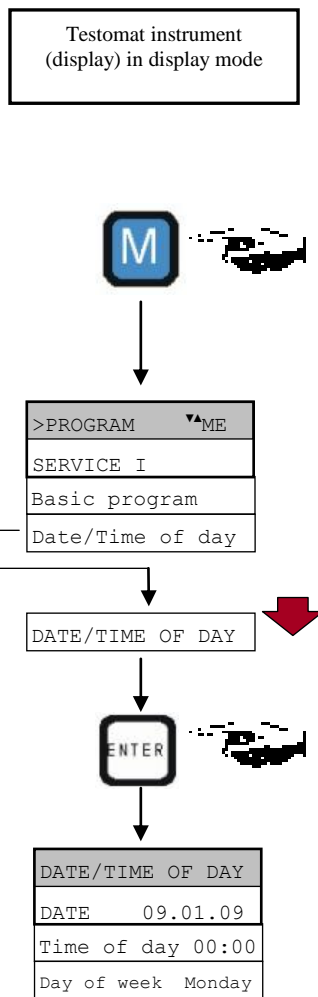 Testomat instrument
(display) in display mode
M
>PROGRAM ▼▲ME
SERVICE I
Basic program
Date/Time of day
DATE/TIME OF DAY
ENTER
DATE/TIME OF DAY
DATE 09.01.09
Time of day 00:00
Day of week Monday